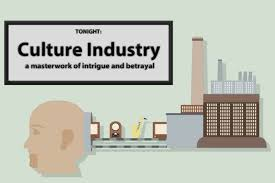 TONIGHT:
Culture Industry
a masterwork of intrigue and betrayal